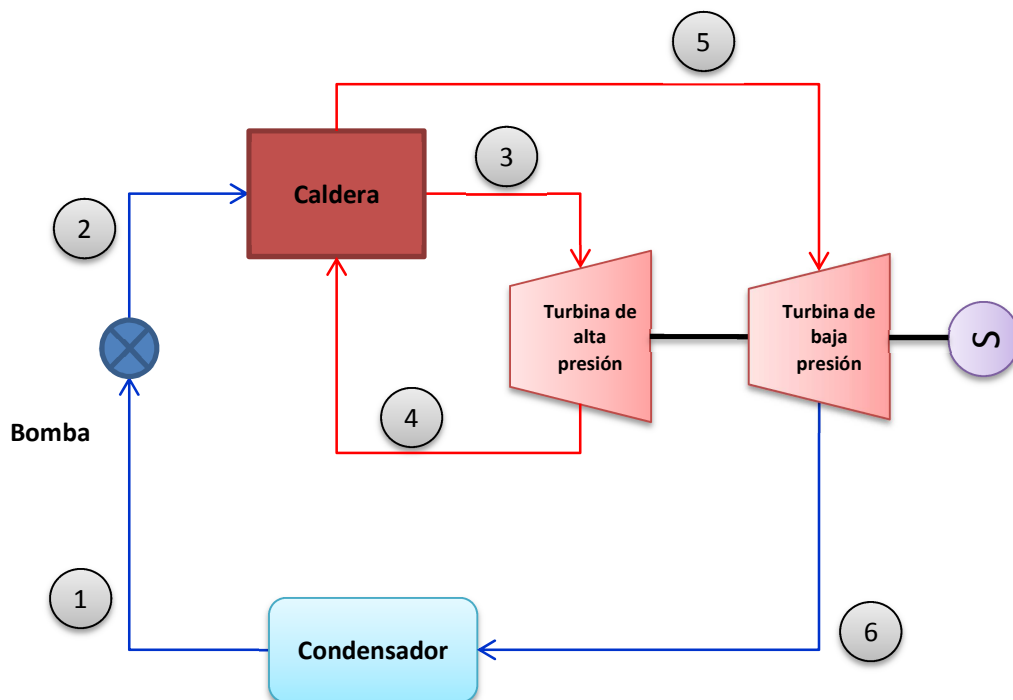 5
3
Caldera
2
Turbina de
alta
presión
Turbina de
baja
presión
S
4
Bomba
1
Condensador
6